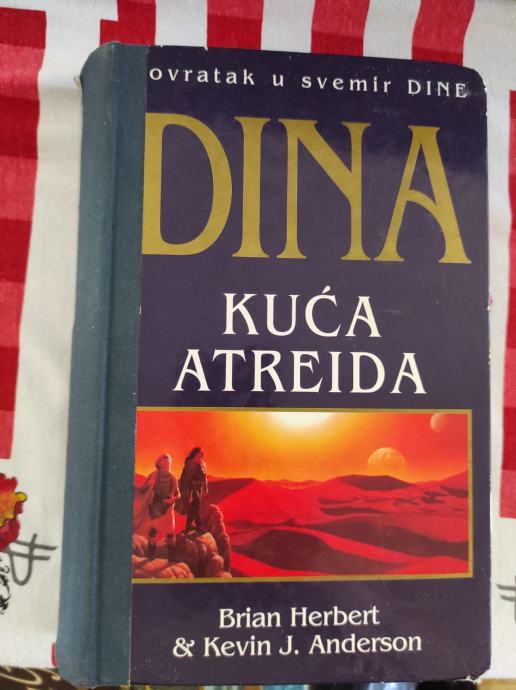 ovratak u svemir DINE
DINA
KUĆA
ATREIDA
Brian Herbert
& Kevin J. Anderson